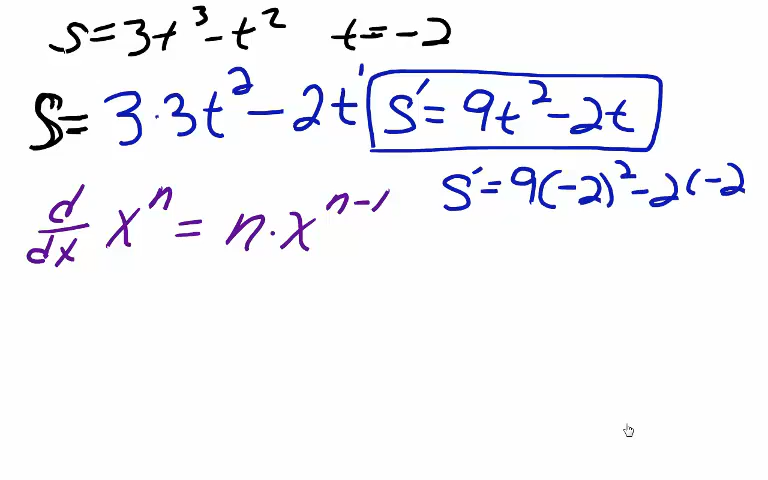 s = 3t³ - t²   t = -2
S = 3·3t² - 2t¹   S' = 9t² - 2t
S' = 9(-2)² - 2(-2
d/dx xⁿ = n·xⁿ⁻¹